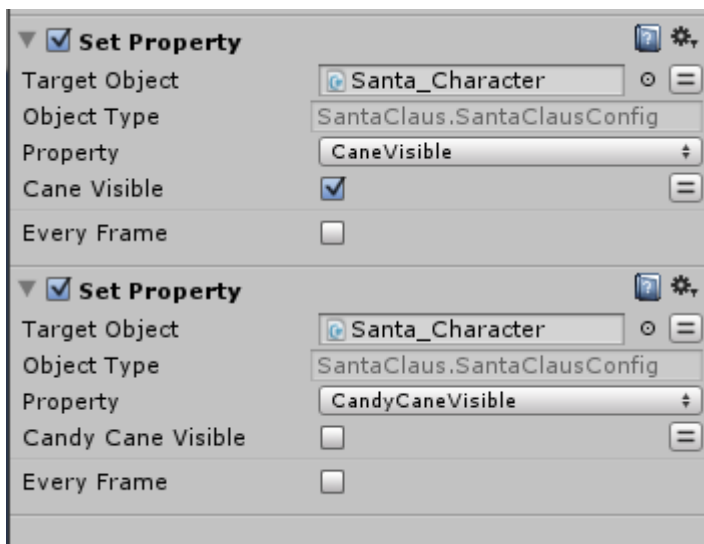 Set Property
Target Object Santa_Character
Object Type SantaClaus.SantaClausConfig
Property CaneVisible
Cane Visible
Every Frame
Set Property
Target Object Santa_Character
Object Type SantaClaus.SantaClausConfig
Property CandyCaneVisible
Candy Cane Visible
Every Frame